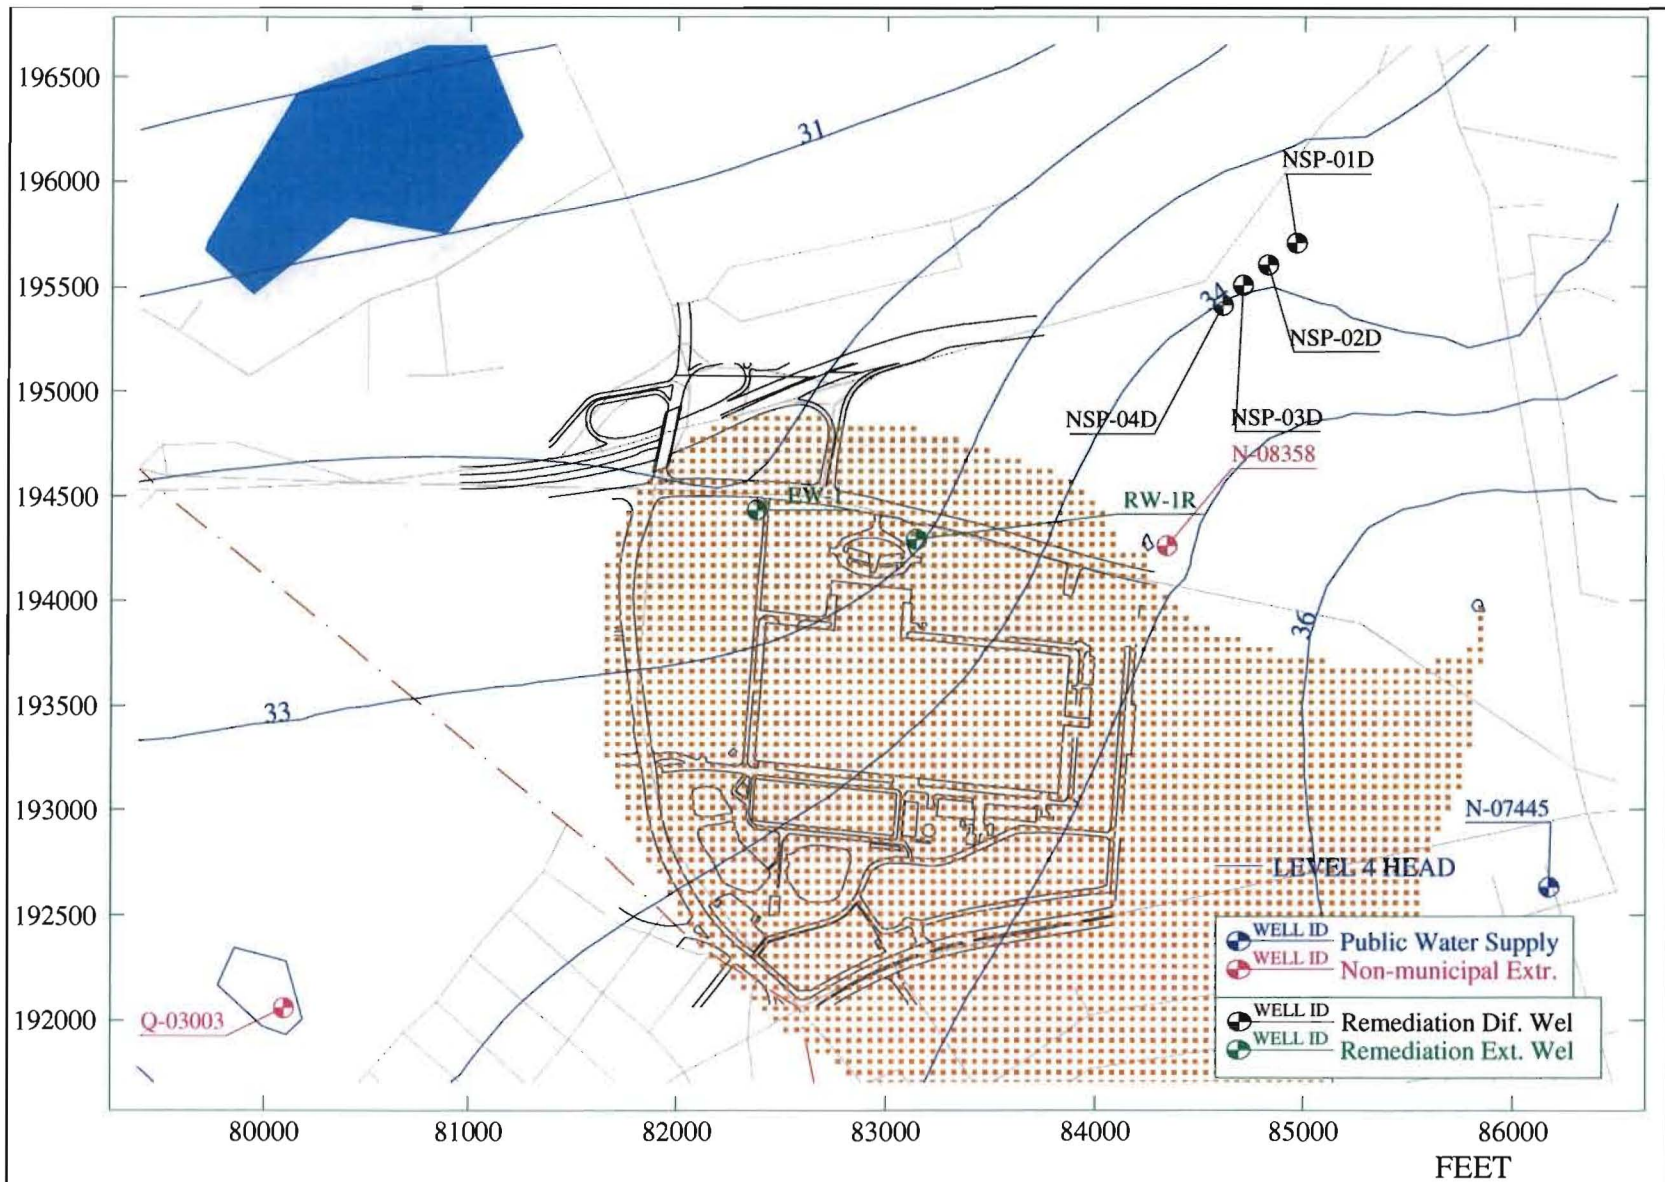 196500
31
196000
NSP-01D
195500
34
NSP-02D
195000
NSP-04D
NSP-03D
N-08358
194500
EW-1
RW-1R
194000
36
193500
33
193000
N-07445
LEVEL 4 HEAD
192500
WELL ID Public Water Supply
WELL ID Non-municipal Extr.
192000
Q-03003
WELL ID Remediation Dif. Wel
WELL ID Remediation Ext. Wel
80000 81000 82000 83000 84000 85000 86000
FEET